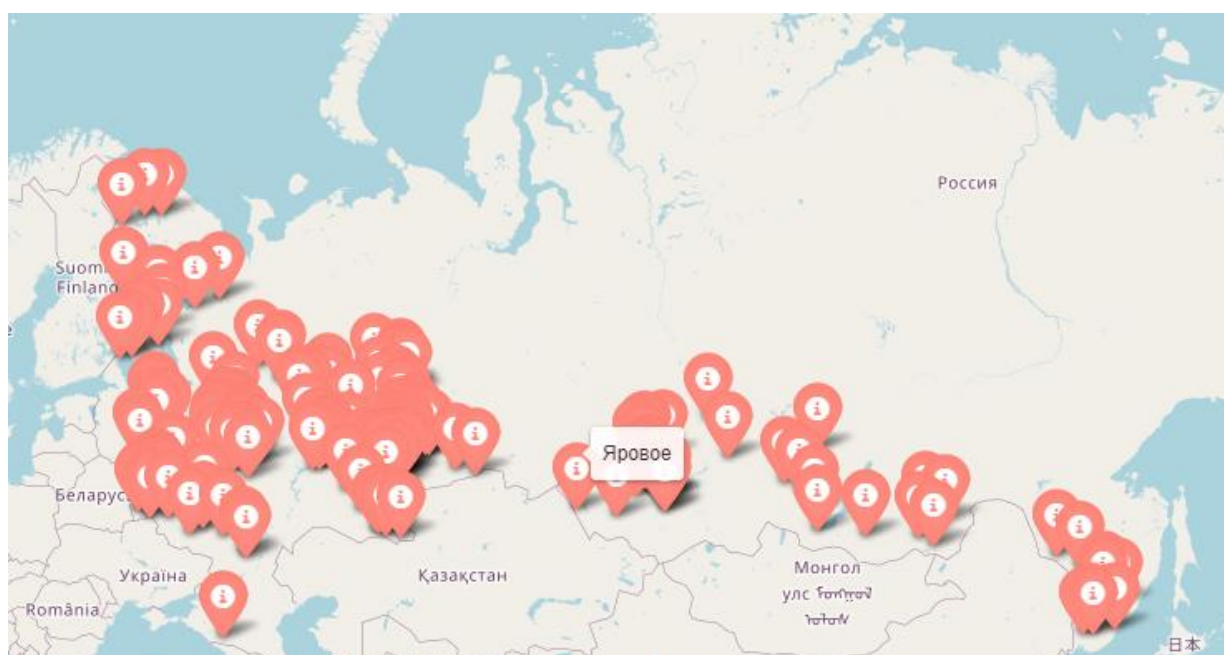 Россия
Suomi
Finland
Яровое
Беларусь
Україна
Қазақстан
Монгол
улс
România
日本